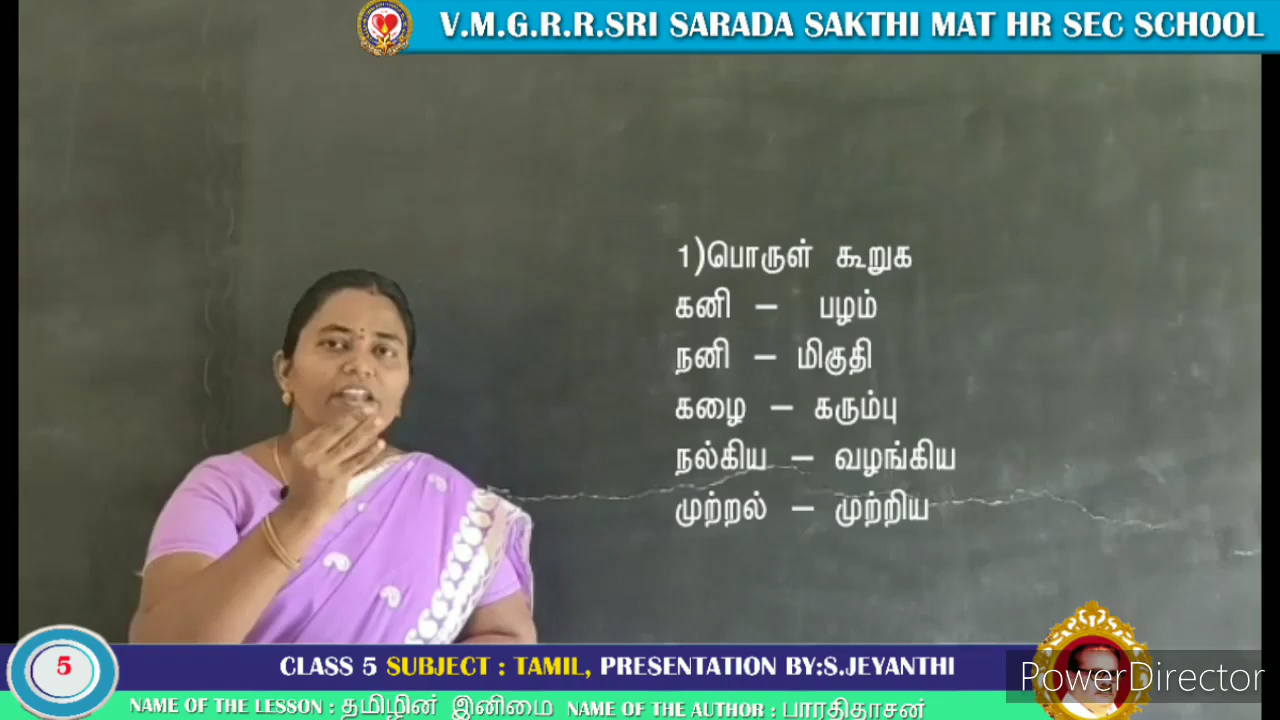 V.M.G.R.R.SRI SARADA SAKTHI MAT HR SEC SCHOOL
1)பொருள் கூறுக
கனி – பழம்
நனி – மிகுதி
கழை – கரும்பு
நல்கிய – வழங்கிய
முற்றல் – முற்றிய
5
CLASS 5 SUBJECT : TAMIL, PRESENTATION BY:S.JEYANTHI
PowerDirector
NAME OF THE LESSON : தமிழின் இனிமை NAME OF THE AUTHOR : பாரதிதாசன்